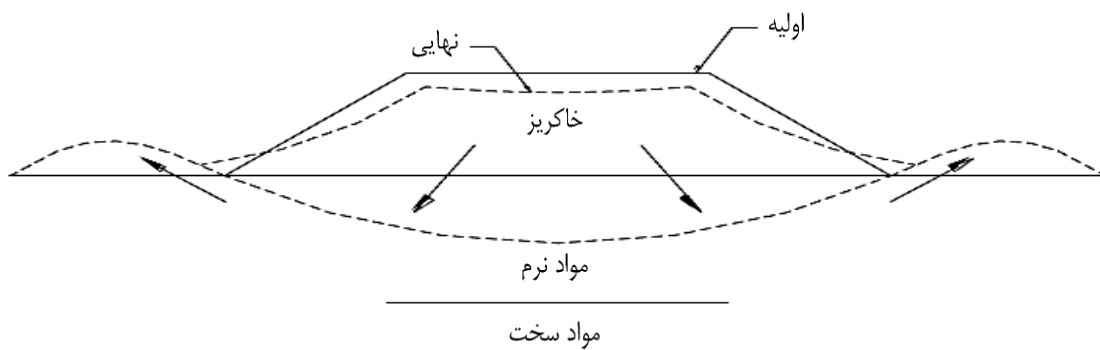 اولیه
نهایی
خاکریز
مواد نرم
مواد سخت